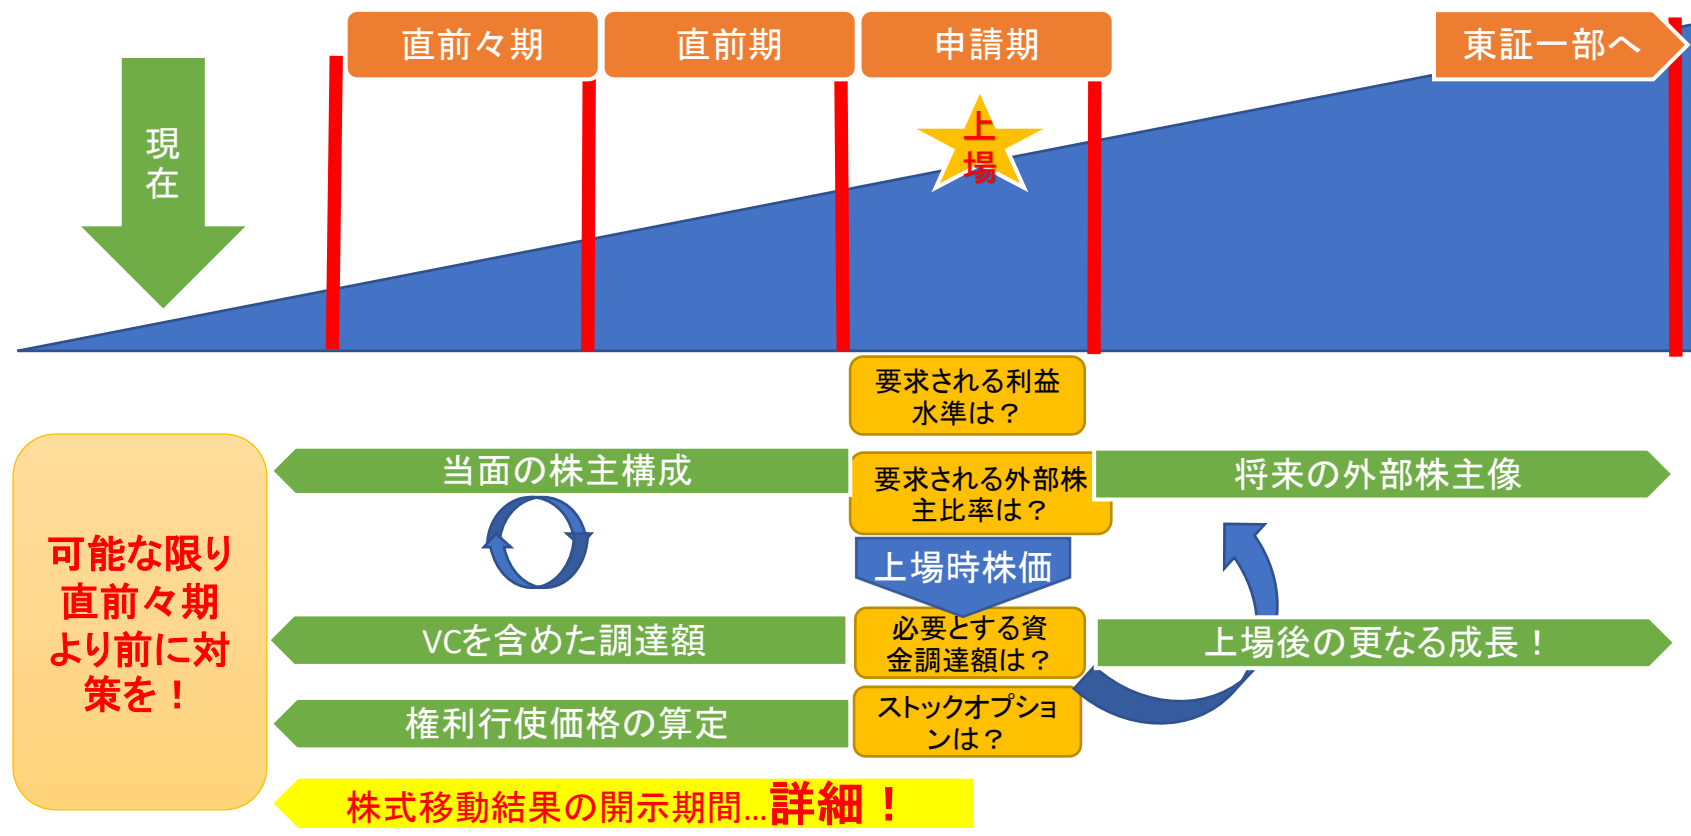 直前々期
直前期
申請期
東証一部へ
現
在
上
場
要求される利益
水準は？
当面の株主構成
要求される外部株
主比率は？
将来の外部株主像
上場時株価
可能な限り
直前々期
より前に対
策を！
VCを含めた調達額
必要とする資
金調達額は？
上場後の更なる成長！
権利行使価格の算定
ストックオプショ
ンは？
株式移動結果の開示期間…詳細！